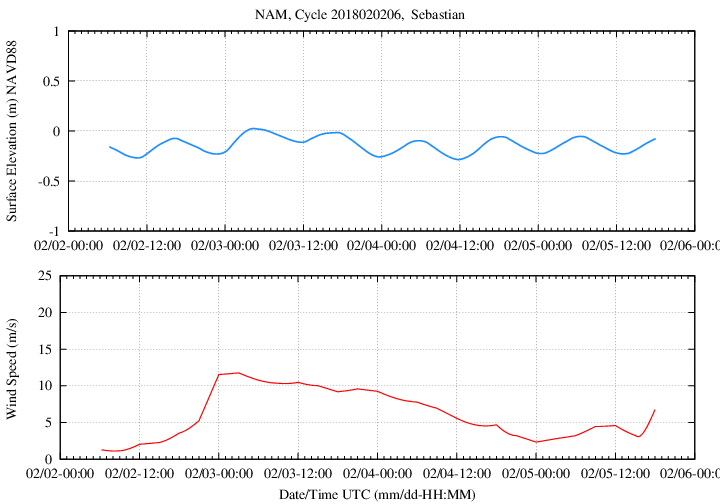 NAM, Cycle 2018020206, Sebastian
Surface Elevation (m) NAVD88
1
0.5
0
-0.5
-1
02/02-00:00 02/02-12:00 02/03-00:00 02/03-12:00 02/04-00:00 02/04-12:00 02/05-00:00 02/05-12:00 02/06-00:00
Wind Speed (m/s)
25
20
15
10
5
0
02/02-00:00 02/02-12:00 02/03-00:00 02/03-12:00 02/04-00:00 02/04-12:00 02/05-00:00 02/05-12:00 02/06-00:00
Date/Time UTC (mm/dd-HH:MM)